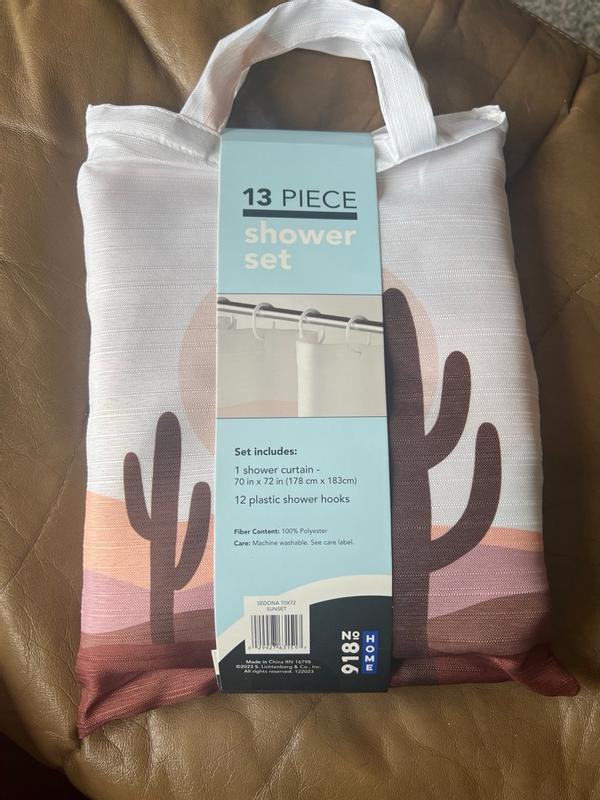 13 PIECE
shower
set
Set includes:
1 shower curtain -
70 in x 72 in (178 cm x 183cm)
12 plastic shower hooks
Fiber Content: 100% Polyester
Care: Machine washable. See care label.
SEDONA 70X72
SUNSET
Made in China RN 16798
©2023 S. Lichtenberg & Co., Inc.
All rights reserved. 122023
No 918
HOME